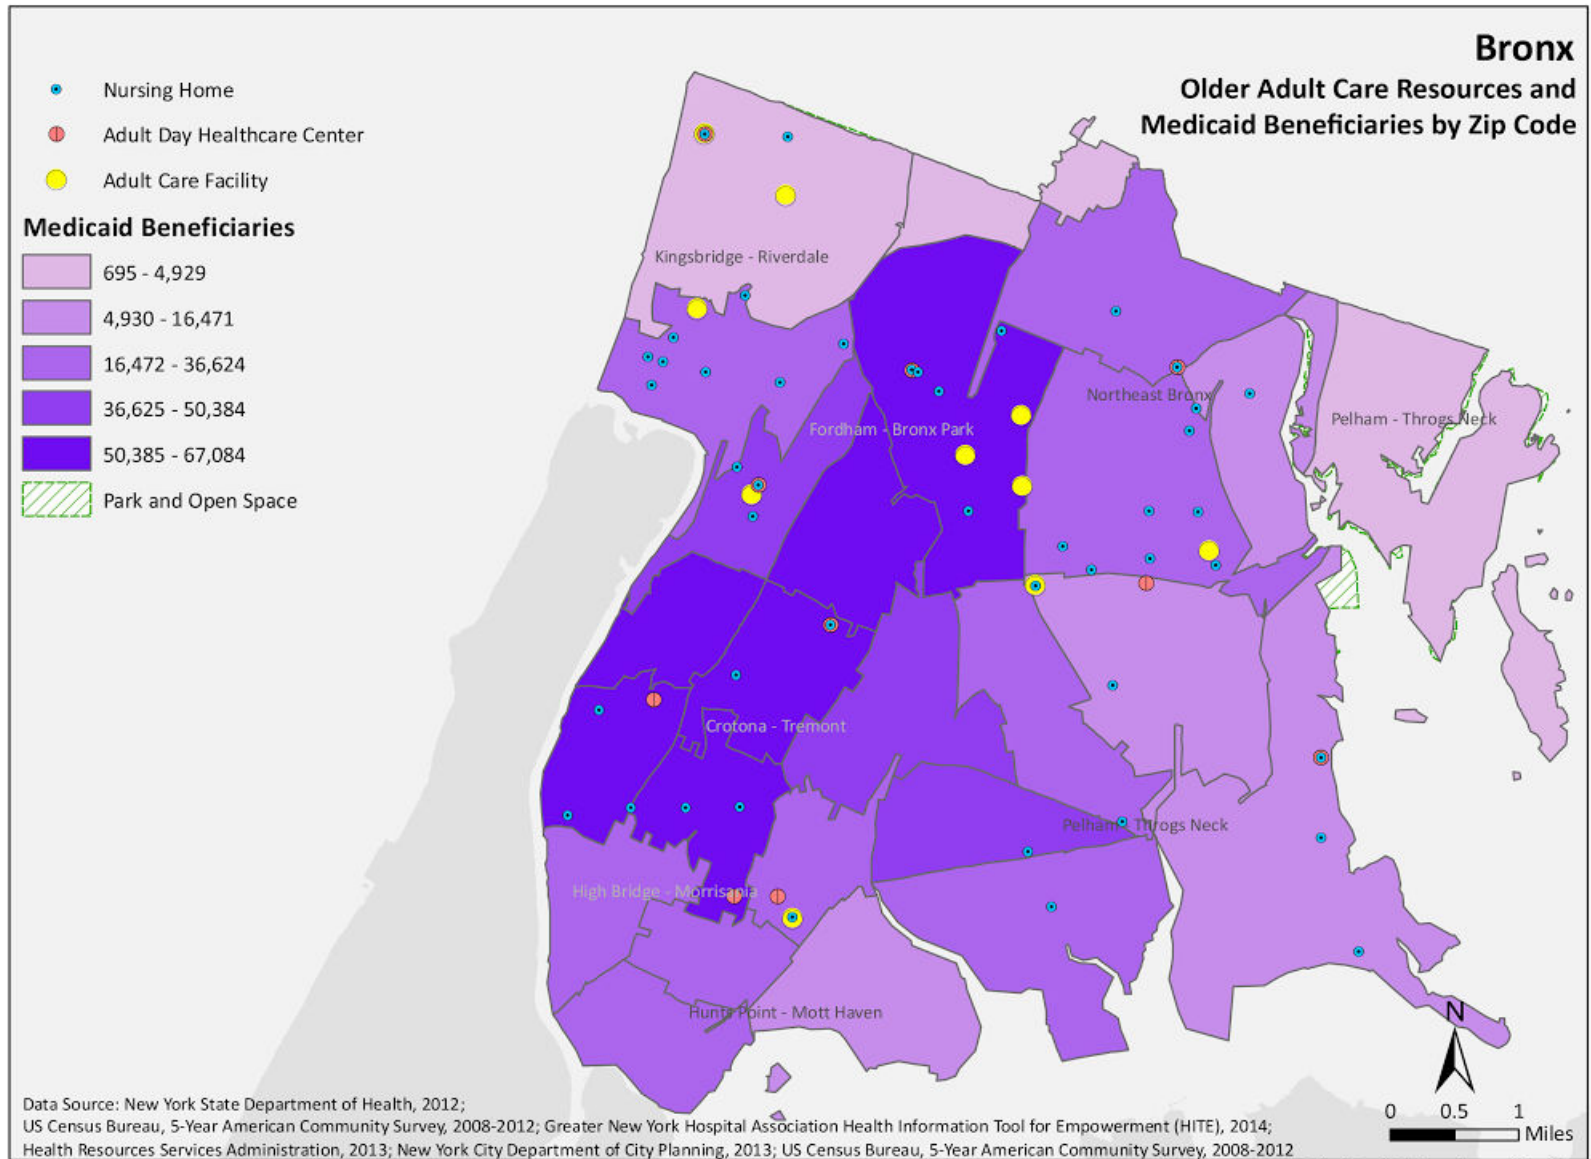 Bronx
Older Adult Care Resources and
Medicaid Beneficiaries by Zip Code
Nursing Home
Adult Day Healthcare Center
Adult Care Facility
Medicaid Beneficiaries
695 - 4,929
4,930 - 16,471
16,472 - 36,624
36,625 - 50,384
50,385 - 67,084
Park and Open Space
Kingsbridge - Riverdale
Northeast Bronx
Pelham - Throgs Neck
Fordham - Bronx Park
Crotona - Tremont
Pelham - Throgs Neck
High Bridge - Morrisania
Hunts Point - Mott Haven
N
0 0.5 1
Miles
Data Source: New York State Department of Health, 2012;
US Census Bureau, 5-Year American Community Survey, 2008-2012; Greater New York Hospital Association Health Information Tool for Empowerment (HITE), 2014;
Health Resources Services Administration, 2013; New York City Department of City Planning, 2013; US Census Bureau, 5-Year American Community Survey, 2008-2012